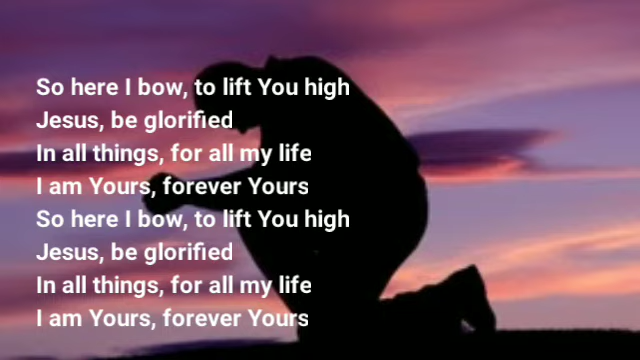 So here I bow, to lift You high
Jesus, be glorified
In all things, for all my life
I am Yours, forever Yours
So here I bow, to lift You high
Jesus, be glorified
In all things, for all my life
I am Yours, forever Yours